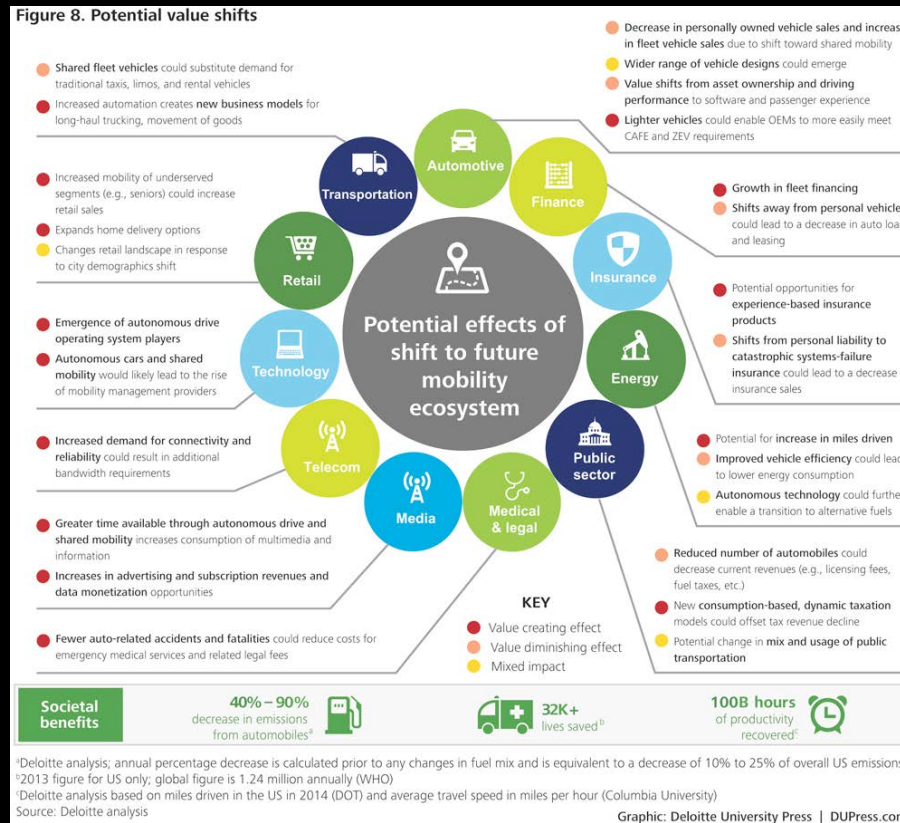 Figure 8. Potential value shifts
Shared fleet vehicles could substitute demand for
traditional taxis, limos, and rental vehicles
Increased automation creates new business models for
long-haul trucking, movement of goods
Increased mobility of underserved
segments (e.g., seniors) could increase
retail sales
Expands home delivery options
Changes retail landscape in response
to city demographics shift
Emergence of autonomous drive
operating system players
Autonomous cars and shared
mobility would likely lead to the rise
of mobility management providers
Increased demand for connectivity and
reliability could result in additional
bandwidth requirements
Greater time available through autonomous drive and
shared mobility increases consumption of multimedia and
information
Increases in advertising and subscription revenues and
data monetization opportunities
Fewer auto-related accidents and fatalities could reduce costs for
emergency medical services and related legal fees
Automotive
Finance
Insurance
Energy
Public
sector
Medical
& legal
Media
Telecom
Technology
Retail
Transportation
Potential effects of
shift to future
mobility
ecosystem
Decrease in personally owned vehicle sales and increas
in fleet vehicle sales due to shift toward shared mobility
Wider range of vehicle designs could emerge
Value shifts from asset ownership and driving
performance to software and passenger experience
Lighter vehicles could enable OEMs to more easily meet
CAFE and ZEV requirements
Growth in fleet financing
Shifts away from personal vehicle
could lead to a decrease in auto loa
and leasing
Potential opportunities for
experience-based insurance
products
Shifts from personal liability to
catastrophic systems-failure
insurance could lead to a decrease
insurance sales
Potential for increase in miles driven
Improved vehicle efficiency could lead
to lower energy consumption
Autonomous technology could furthe
enable a transition to alternative fuels
Reduced number of automobiles could
decrease current revenues (e.g., licensing fees,
fuel taxes, etc.)
New consumption-based, dynamic taxation
models could offset tax revenue decline
Potential change in mix and usage of public
transportation
KEY
Value creating effect
Value diminishing effect
Mixed impact
Societal
benefits
40%–90%
decrease in emissions
from automobilesᵃ
32K+
lives savedᵇ
100B hours
of productivity
recoveredᶜ
ᵃDeloitte analysis; annual percentage decrease is calculated prior to any changes in fuel mix and is equivalent to a decrease of 10% to 25% of overall US emissions
ᵇ2013 figure for US only; global figure is 1.24 million annually (WHO)
ᶜDeloitte analysis based on miles driven in the US in 2014 (DOT) and average travel speed in miles per hour (Columbia University)
Source: Deloitte analysis
Graphic: Deloitte University Press | DUPress.con